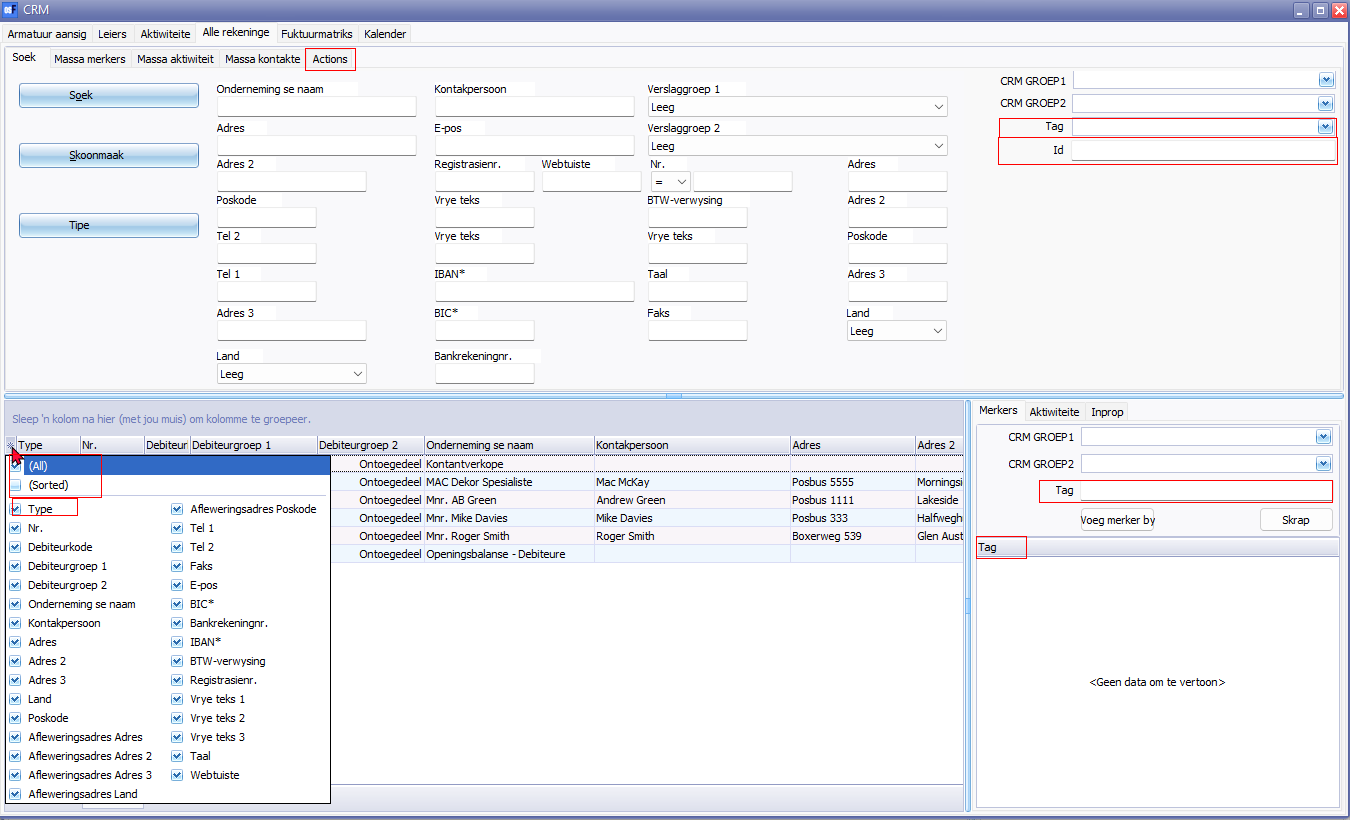 CRM
Armatuur aansig Leiers Aktiwiteite Alle rekeninge Fuktuurmatriks Kalender
Soek Massa merkers Massa aktiwiteit Massa kontakte Actions
Soek
Skoonmaak
Tipe
Onderneming se naam Kontakpersoon Verslaggroep 1
Leeg
Adres E-pos Verslaggroep 2
Leeg
Adres 2 Registrasienr. Webtuiste Nr. Adres
=
Poskode Vrye teks BTW-verwysing Adres 2
Tel 2 Vrye teks Vrye teks Poskode
Tel 1 IBAN* Taal Adres 3
Adres 3 BIC* Faks Land
Leeg
Land Bankrekeningnr.
Leeg
CRM GROEP1
CRM GROEP2
Tag
Id
Sleep 'n kolom na hier (met jou muis) om kolomme te groepeer.
Type Nr. Debiteur Debiteurgroep 1 Debiteurgroep 2 Onderneming se naam Kontakpersoon Adres Adres 2
Ontoegedeel Kontantverkope
Ontoegedeel MAC Dekor Spesialiste Mac McKay Posbus 5555 Morningsi
Ontoegedeel Mnr. AB Green Andrew Green Posbus 1111 Lakeside
Ontoegedeel Mnr. Mike Davies Mike Davies Posbus 333 Halfwegh
Ontoegedeel Mnr. Roger Smith Roger Smith Boxerweg 539 Glen Aust
Ontoegedeel Openingsbalanse - Debiteure
(All)
(Sorted)
Type
Nr.
Debiteurkode
Debiteurgroep 1
Debiteurgroep 2
Onderneming se naam
Kontakpersoon
Adres
Adres 2
Adres 3
Land
Poskode
Afleweringsadres Adres
Afleweringsadres Adres 2
Afleweringsadres Adres 3
Afleweringsadres Land
Afleweringsadres Poskode
Tel 1
Tel 2
Faks
E-pos
BIC*
Bankrekeningnr.
IBAN*
BTW-verwysing
Registrasienr.
Vrye teks 1
Vrye teks 2
Vrye teks 3
Taal
Webtuiste
Merkers Aktiwiteite Inprop
CRM GROEP1
CRM GROEP2
Tag
Voeg merker by Skrap
Tag
<Geen data om te vertoon>